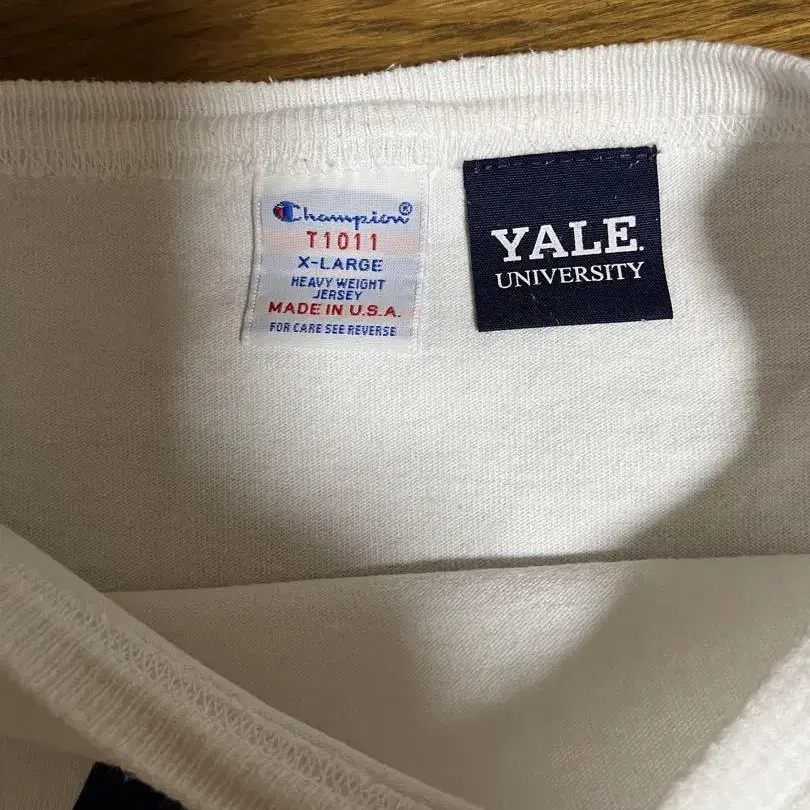 Champion®
T1011
X-LARGE
HEAVY WEIGHT
JERSEY
MADE IN U.S.A.
FOR CARE SEE REVERSE
YALE.
UNIVERSITY